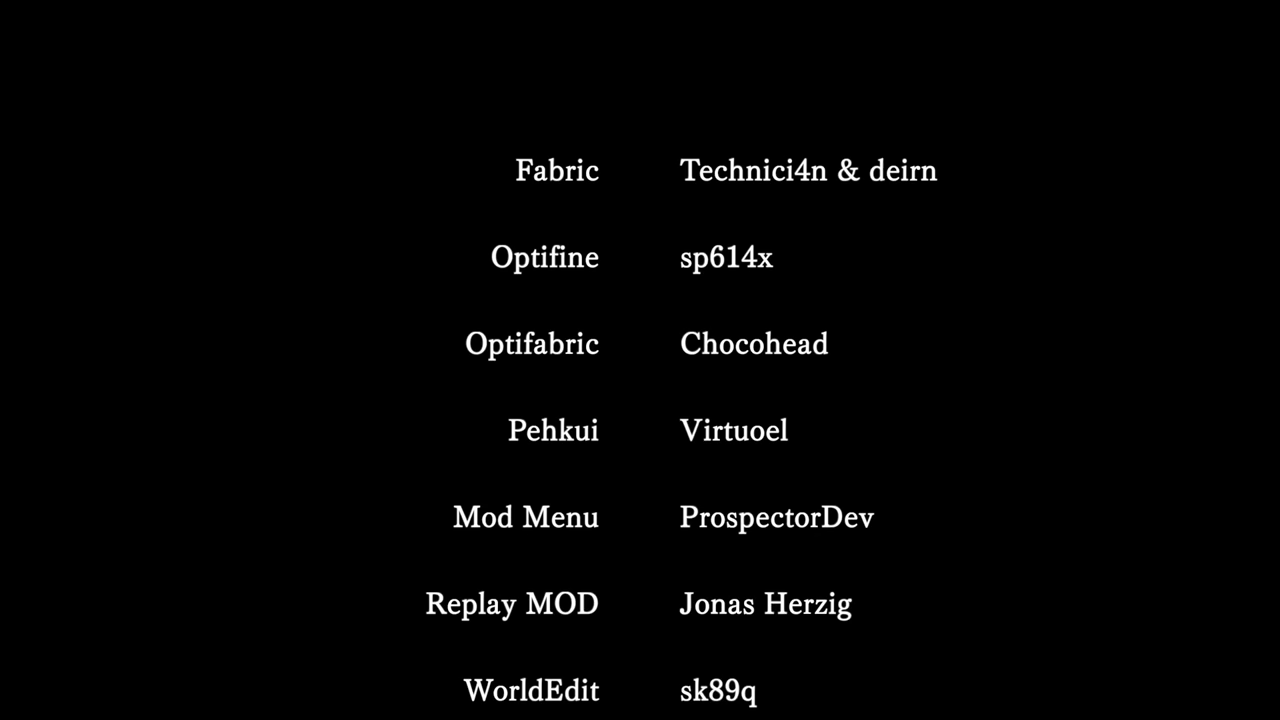 Fabric Technici4n & deirn
Optifine sp614x
Optifabric Chocohead
Pehkui Virtuoel
Mod Menu ProspectorDev
Replay MOD Jonas Herzig
WorldEdit sk89q